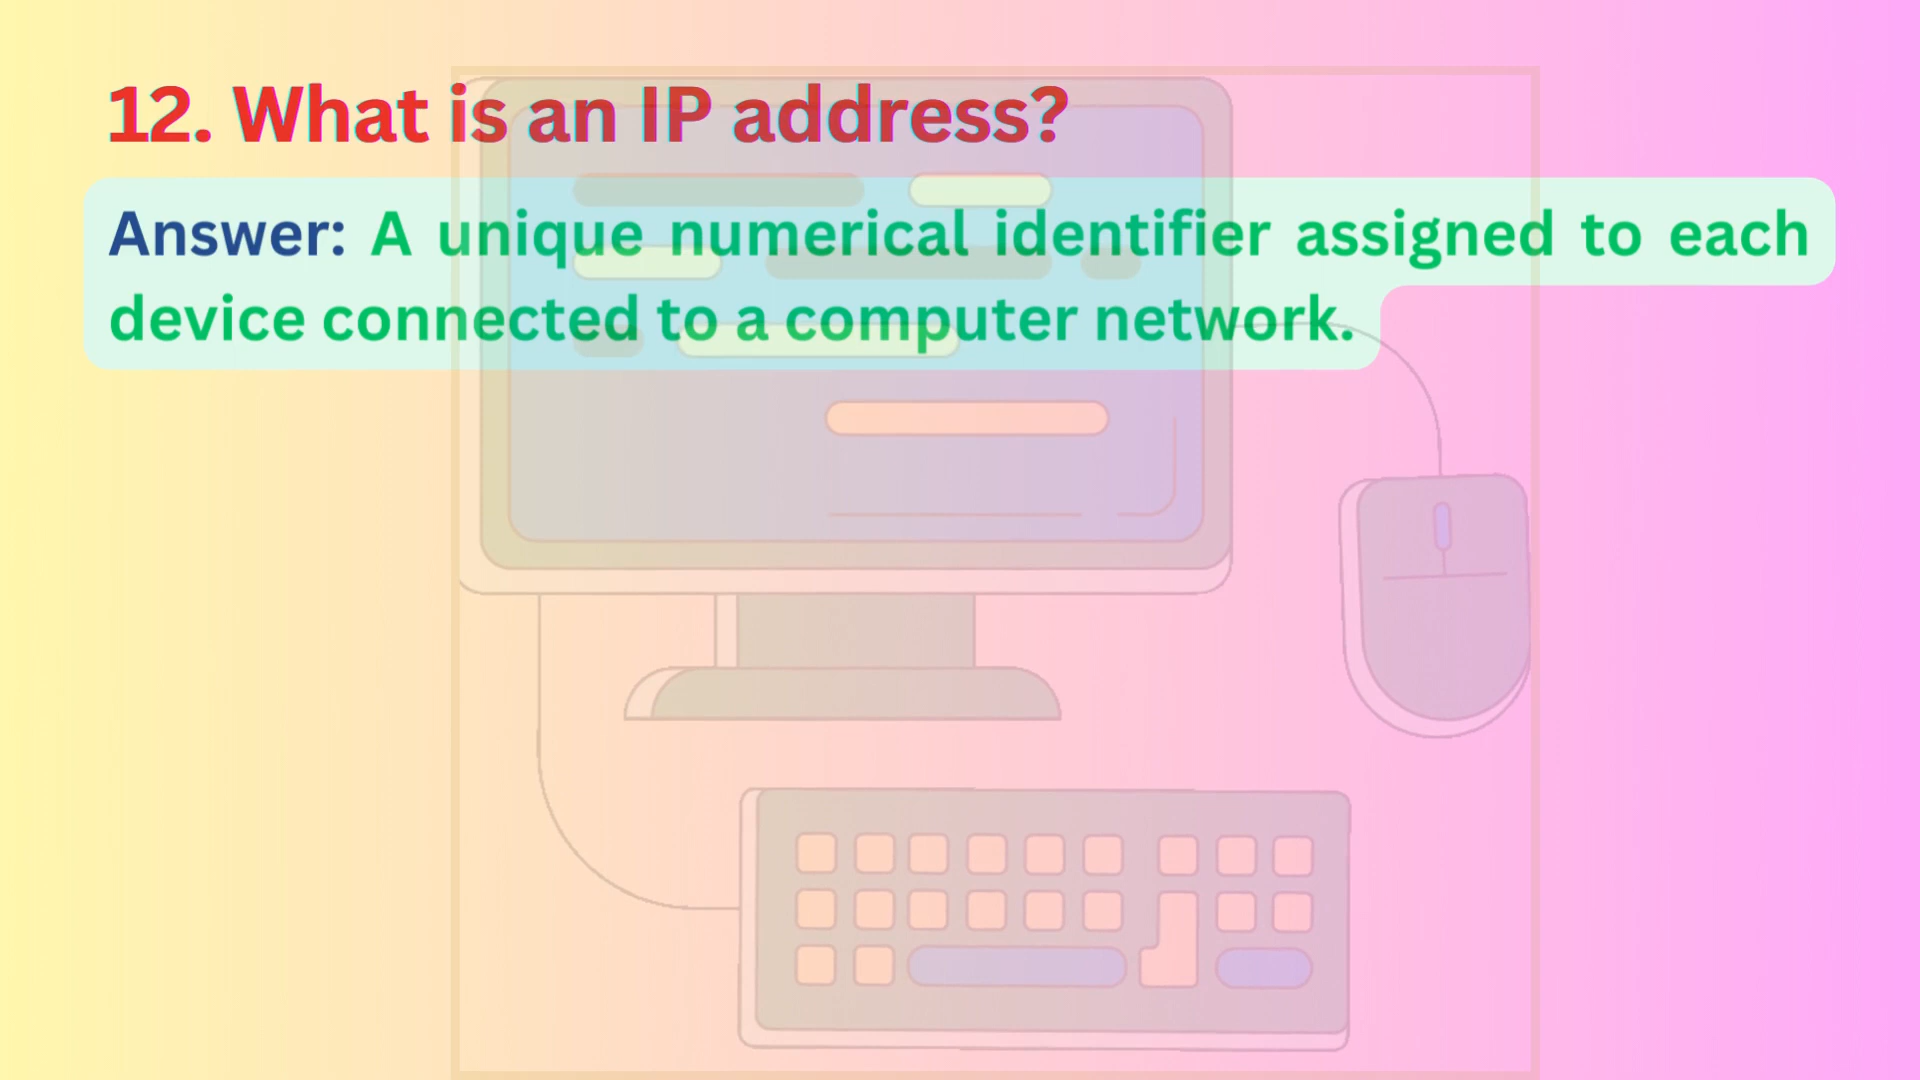 12. What is an IP address?
Answer: A unique numerical identifier assigned to each
device connected to a computer network.